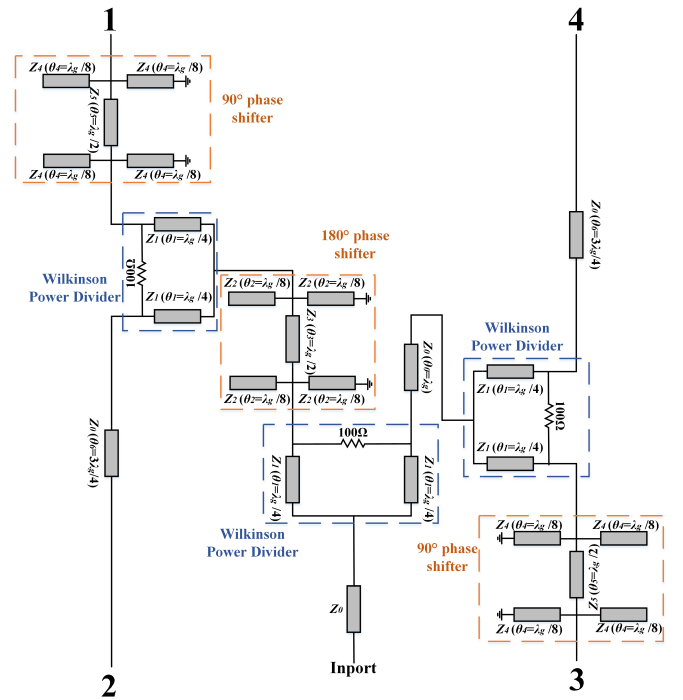 1
4
Z4 (θ4=λg /8)
Z4 (θ4=λg /8)
Z5 (θ5=λg /2)
90° phase
shifter
Z4 (θ4=λg /8)
Z4 (θ4=λg /8)
Z0 (θ6=3λg/4)
Z1 (θ1=λg /4)
100Ω
Z1 (θ1=λg /4)
Wilkinson
Power Divider
180° phase
shifter
Z2 (θ2=λg /8)
Z2 (θ2=λg /8)
Z3 (θ3=λg /2)
Z2 (θ2=λg /8)
Z2 (θ2=λg /8)
Z0 (θ0=λg)
Wilkinson
Power Divider
Z1 (θ1=λg /4)
100Ω
Z1 (θ1=λg /4)
Z0 (θ6=3λg/4)
100Ω
Z1 (θ1=λg /4)
Z1 (θ1=λg /4)
Wilkinson
Power Divider
90° phase
shifter
Z4 (θ4=λg /8)
Z4 (θ4=λg /8)
Z5 (θ5=λg /2)
Z4 (θ4=λg /8)
Z4 (θ4=λg /8)
Z0
Inport
2
3